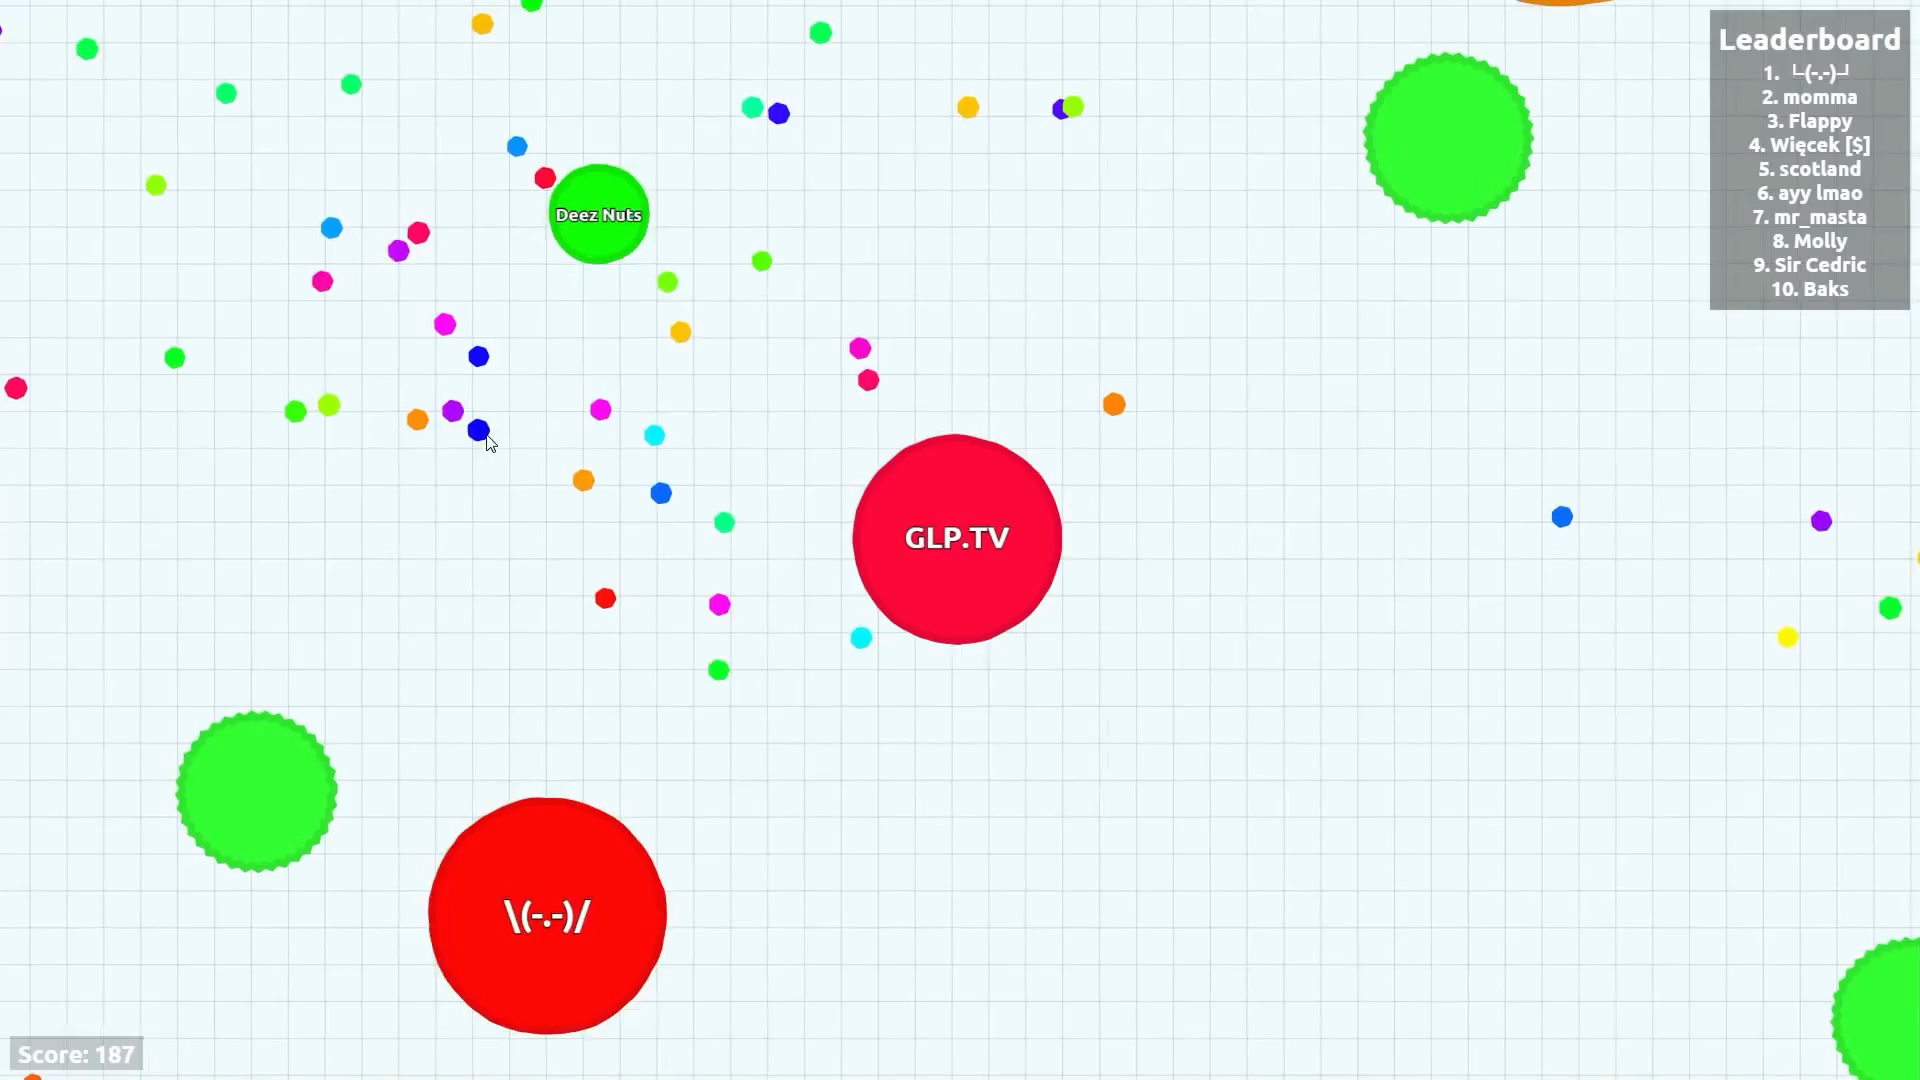 Leaderboard
1. └(-.-)┘
2. momma
3. Flappy
4. Więcek [$]
5. scotland
6. ayy lmao
7. mr_masta
8. Molly
9. Sir Cedric
10. Baks
Deez Nuts
GLP.TV
\(-.-)/
Score: 187